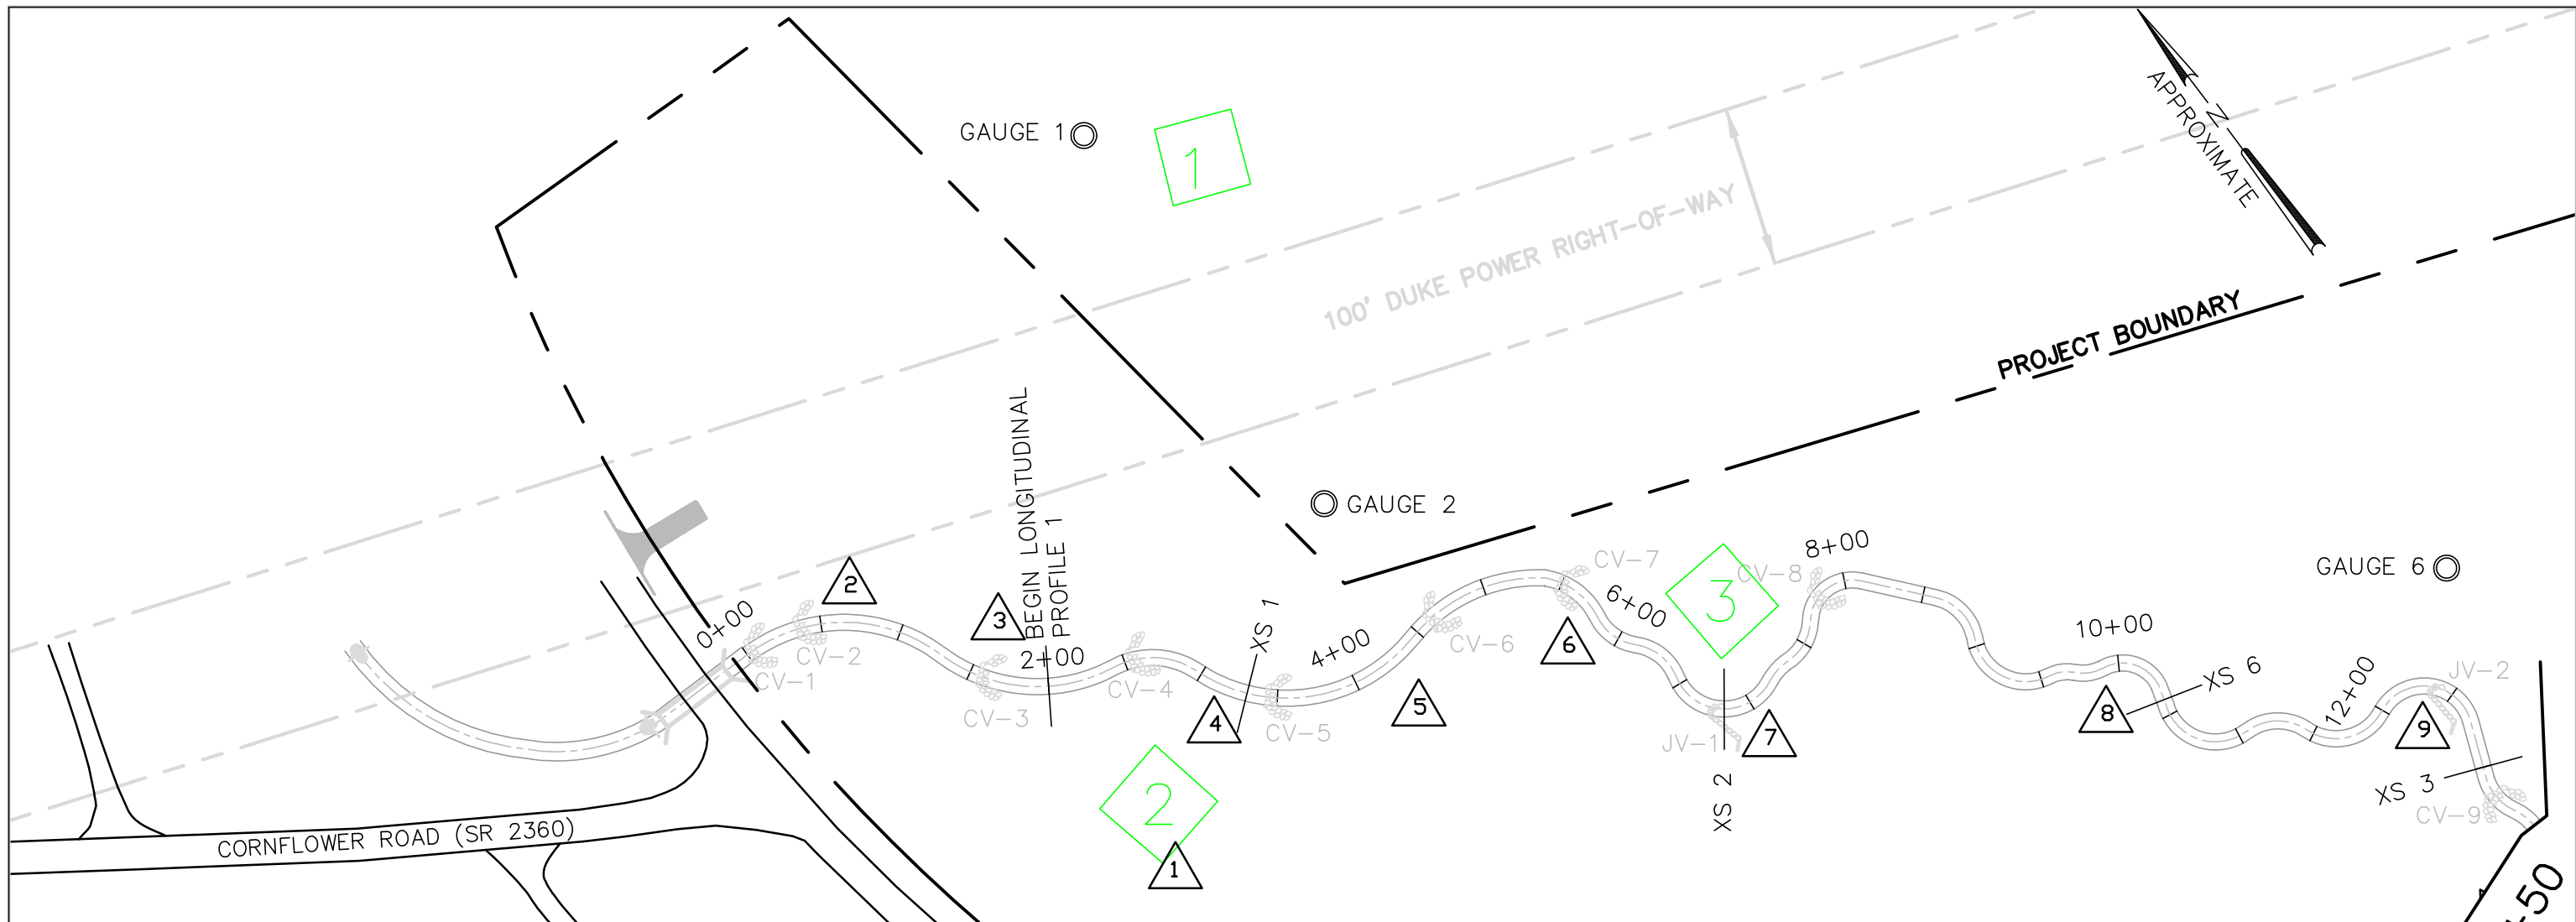 GAUGE 1
1
N
APPROXIMATE
100' DUKE POWER RIGHT-OF-WAY
PROJECT BOUNDARY
GAUGE 2
BEGIN LONGITUDINAL
PROFILE 1
GAUGE 6
0+00
2+00
4+00
6+00
8+00
10+00
12+00
CV-1
CV-2
CV-3
CV-4
CV-5
CV-6
CV-7
CV-8
CV-9
JV-1
JV-2
XS 1
XS 2
XS 6
XS 3
2
3
4
5
6
3
7
8
9
2
1
CORNFLOWER ROAD (SR 2360)